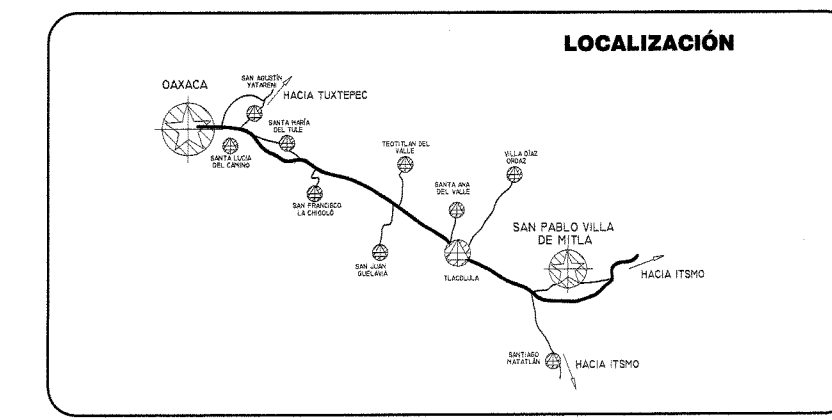 LOCALIZACIÓN
OAXACA
SAN AGUSTÍN
YATARENI
HACIA TUXTEPEC
SANTA MARÍA
DEL TULE
SANTA LUCIA
DEL CAMINO
TEOTITLAN DEL
VALLE
VILLA DÍAZ
ORDAZ
SANTA ANA
DEL VALLE
SAN FRANCISCO
LA CHIGOLÓ
SAN PABLO VILLA
DE MITLA
SAN JUAN
GUELAVIA
TLACOLULA
HACIA ITSMO
SANTIAGO
MATATLÁN
HACIA ITSMO